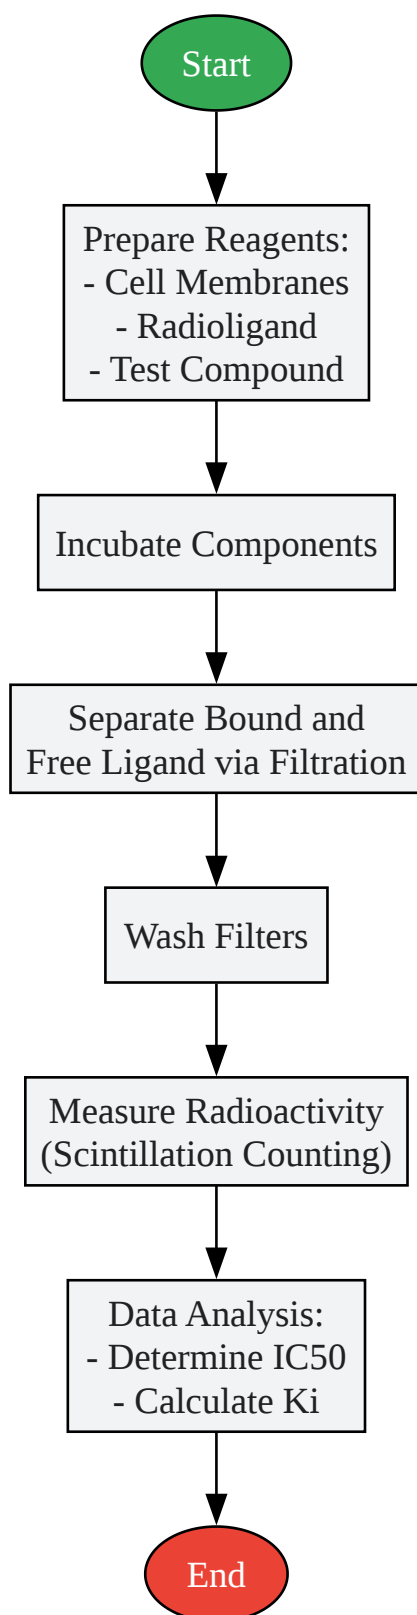 Start
Prepare Reagents:
- Cell Membranes
- Radioligand
- Test Compound
Incubate Components
Separate Bound and
Free Ligand via Filtration
Wash Filters
Measure Radioactivity
(Scintillation Counting)
Data Analysis:
- Determine IC50
- Calculate Ki
End